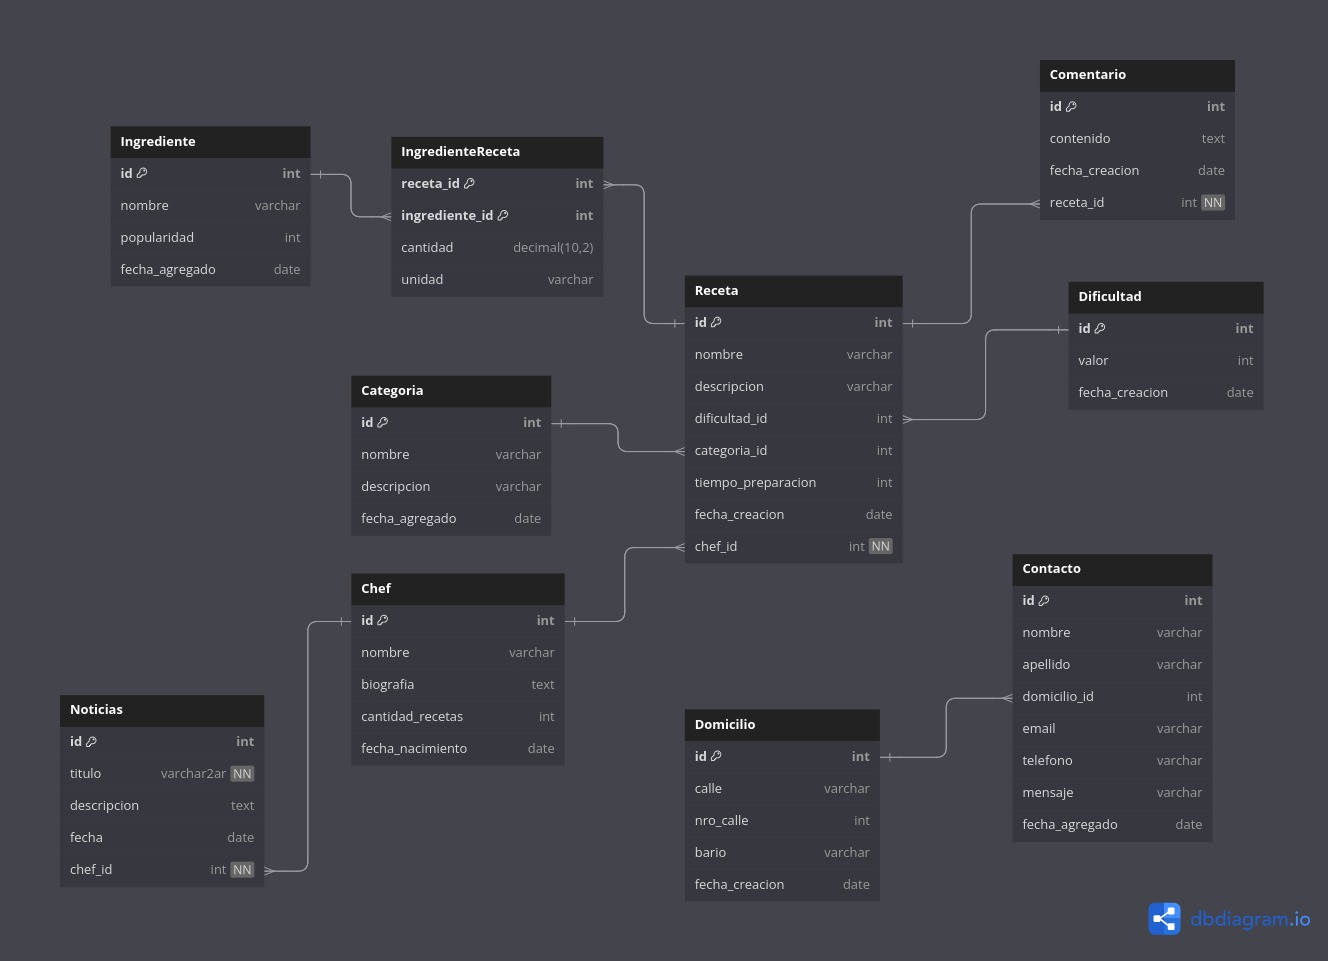 Ingrediente
id int
nombre varchar
popularidad int
fecha_agregado date
IngredienteReceta
receta_id int
ingrediente_id int
cantidad decimal(10,2)
unidad varchar
Comentario
id int
contenido text
fecha_creacion date
receta_id int NN
Receta
id int
nombre varchar
descripcion varchar
dificultad_id int
categoria_id int
tiempo_preparacion int
fecha_creacion date
chef_id int NN
Dificultad
id int
valor int
fecha_creacion date
Categoria
id int
nombre varchar
descripcion varchar
fecha_agregado date
Chef
id int
nombre varchar
biografia text
cantidad_recetas int
fecha_nacimiento date
Contacto
id int
nombre varchar
apellido varchar
domicilio_id int
email varchar
telefono varchar
mensaje varchar
fecha_agregado date
Noticias
id int
titulo varchar2ar NN
descripcion text
fecha date
chef_id int NN
Domicilio
id int
calle varchar
nro_calle int
bario varchar
fecha_creacion date
dbdiagram.io